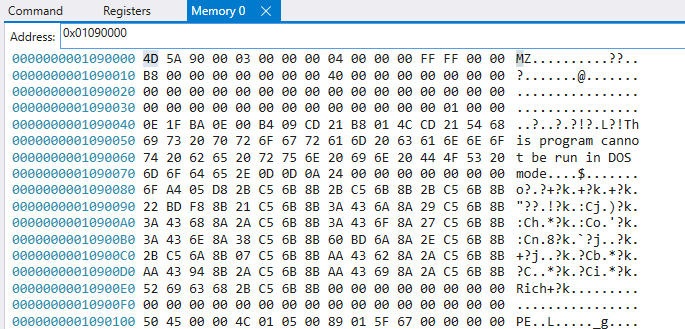 Command Registers Memory 0 X
Address: 0x01090000
0000000001090000 4D 5A 90 00 03 00 00 00 04 00 00 00 FF FF 00 00 MZ..........??..
0000000001090010 B8 00 00 00 00 00 00 00 40 00 00 00 00 00 00 00 ?.......@.......
0000000001090020 00 00 00 00 00 00 00 00 00 00 00 00 00 00 00 00 ................
0000000001090030 00 00 00 00 00 00 00 00 00 00 00 00 00 01 00 00 ................
0000000001090040 0E 1F BA 0E 00 B4 09 CD 21 B8 01 4C CD 21 54 68 ..?..?.?!?.L?!Th
0000000001090050 69 73 20 70 72 6F 67 72 61 6D 20 63 61 6E 6E 6F is program canno
0000000001090060 74 20 62 65 20 72 75 6E 20 69 6E 20 44 4F 53 20 t be run in DOS
0000000001090070 6D 6F 64 65 2E 0D 0D 0A 24 00 00 00 00 00 00 00 mode....$.......
0000000001090080 6F A4 05 D8 2B C5 6B 8B 2B C5 6B 8B 2B C5 6B 8B o?.?+?k.+?k.+?k.
0000000001090090 22 BD F8 8B 21 C5 6B 8B 3A 43 6A 8A 29 C5 6B 8B "??.!?k.:Cj.)?k.
00000000010900A0 3A 43 68 8A 2A C5 6B 8B 3A 43 6F 8A 27 C5 6B 8B :Ch.*?k.:Co.'?k.
00000000010900B0 3A 43 6E 8A 38 C5 6B 8B 60 BD 6A 8A 2E C5 6B 8B :Cn.8?k.`?j..?k.
00000000010900C0 2B C5 6A 8B 07 C5 6B 8B AA 43 62 8A 2A C5 6B 8B +?j..?k.?Cb.*?k.
00000000010900D0 AA 43 94 8B 2A C5 6B 8B AA 43 69 8A 2A C5 6B 8B ?C..*?k.?Ci.*?k.
00000000010900E0 52 69 63 68 2B C5 6B 8B 00 00 00 00 00 00 00 00 Rich+?k.........
00000000010900F0 00 00 00 00 00 00 00 00 00 00 00 00 00 00 00 00 ................
0000000001090100 50 45 00 00 4C 01 05 00 89 01 5F 67 00 00 00 00 PE..L....._g....